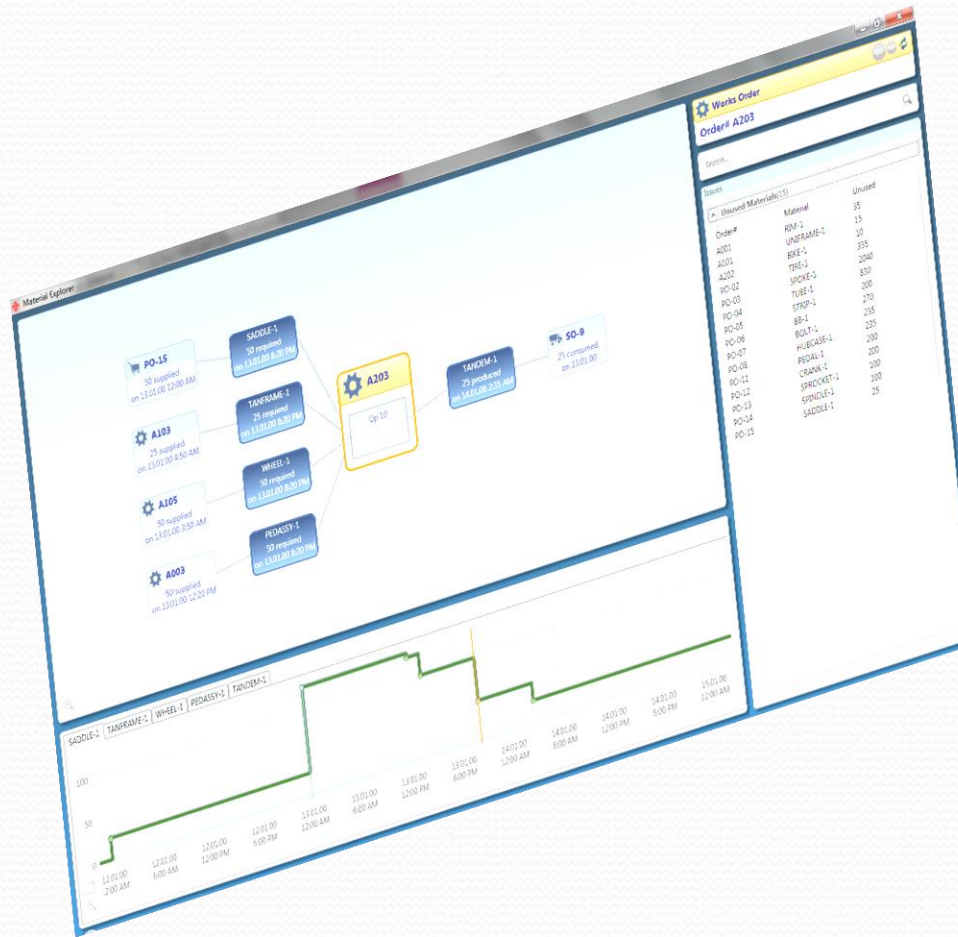 Material Explorer
PO-15
50 supplied
on 13.01.00 12:00 AM
A103
25 supplied
on 13.01.00 4:50 AM
A105
50 supplied
on 13.01.00 3:50 AM
A003
50 supplied
on 13.01.00 12:20 PM
SADDLE-1
50 required
on 13.01.00 8:20 PM
TANFRAME-1
25 required
on 13.01.00 8:20 PM
WHEEL-1
50 required
on 13.01.00 8:20 PM
PEDASSY-1
50 required
on 13.01.00 8:20 PM
A203
Op 10
TANDEM-1
25 produced
on 14.01.00 2:35 AM
SO-9
25 consumed
on 13.01.00
Works Order
Order# A203
Search...
Issues
Unused Materials(15)
Order# Material Unused
A001 RIM-1 35
A101 UNIFRAME-1 15
A202 BIKE-1 10
PO-02 TIRE-1 335
PO-03 SPOKE-1 2040
PO-04 TUBE-1 830
PO-05 STRIP-1 200
PO-06 BB-1 270
PO-07 BOLT-1 235
PO-08 HUBCASE-1 235
PO-11 PEDAL-1 200
PO-12 CRANK-1 200
PO-13 SPROCKET-1 100
PO-14 SPINDLE-1 100
PO-15 SADDLE-1 25
SADDLE-1 TANFRAME-1 WHEEL-1 PEDASSY-1 TANDEM-1
100
50
0
12.01.00 12.01.00 12.01.00 12.01.00 13.01.00 13.01.00 13.01.00 13.01.00 14.01.00 14.01.00 14.01.00 14.01.00 15.01.00
2:00 AM 6:00 AM 12:00 PM 6:00 PM 12:00 AM 6:00 AM 12:00 PM 6:00 PM 12:00 AM 6:00 AM 12:00 PM 6:00 PM 12:00 AM